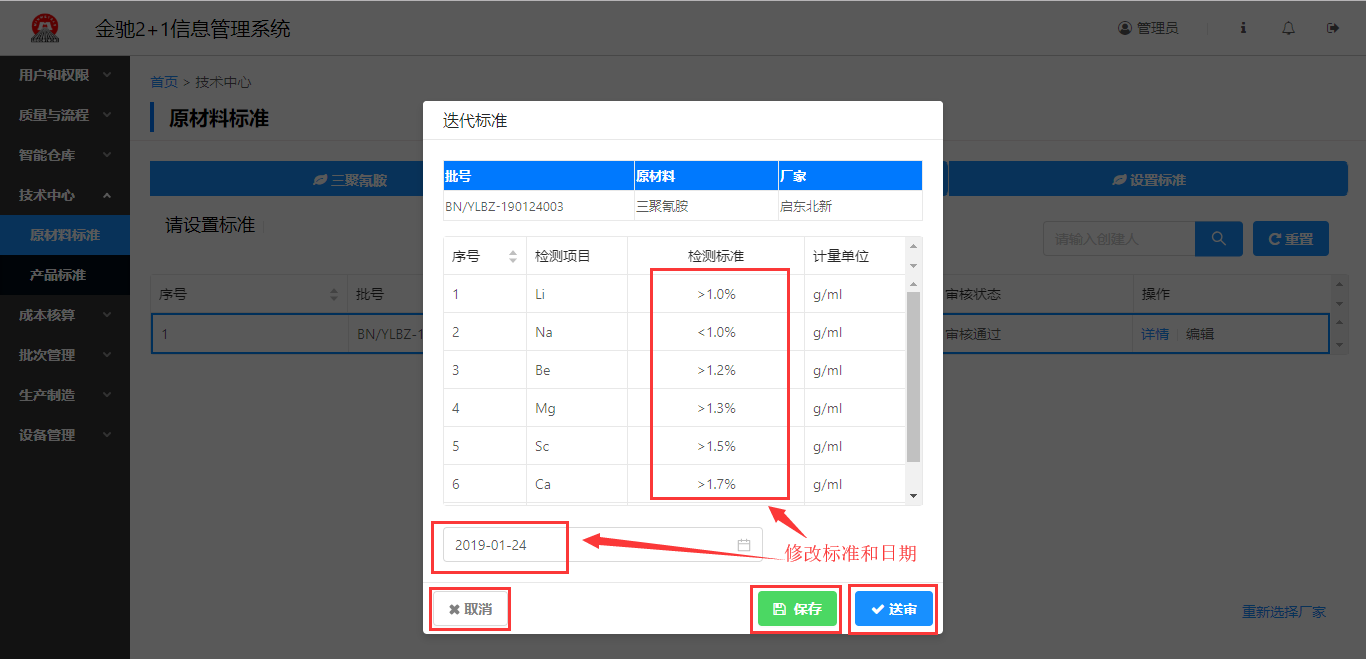 金驰2+1信息管理系统
管理员
用户和权限
质量与流程
智能仓库
技术中心
原材料标准
产品标准
成本核算
批次管理
生产制造
设备管理
首页 > 技术中心
原材料标准
三聚氰胺
设置标准
请设置标准
请输入创建人
重置
序号 批号 审核状态 操作
1 BN/YLBZ-1 审核通过 详情 编辑
重新选择厂家
迭代标准
批号 原材料 厂家
BN/YLBZ-190124003 三聚氰胺 启东北新
序号 检测项目 检测标准 计量单位
1 Li >1.0% g/ml
2 Na <1.0% g/ml
3 Be >1.2% g/ml
4 Mg >1.3% g/ml
5 Sc >1.5% g/ml
6 Ca >1.7% g/ml
2019-01-24
修改标准和日期
取消 保存 送审